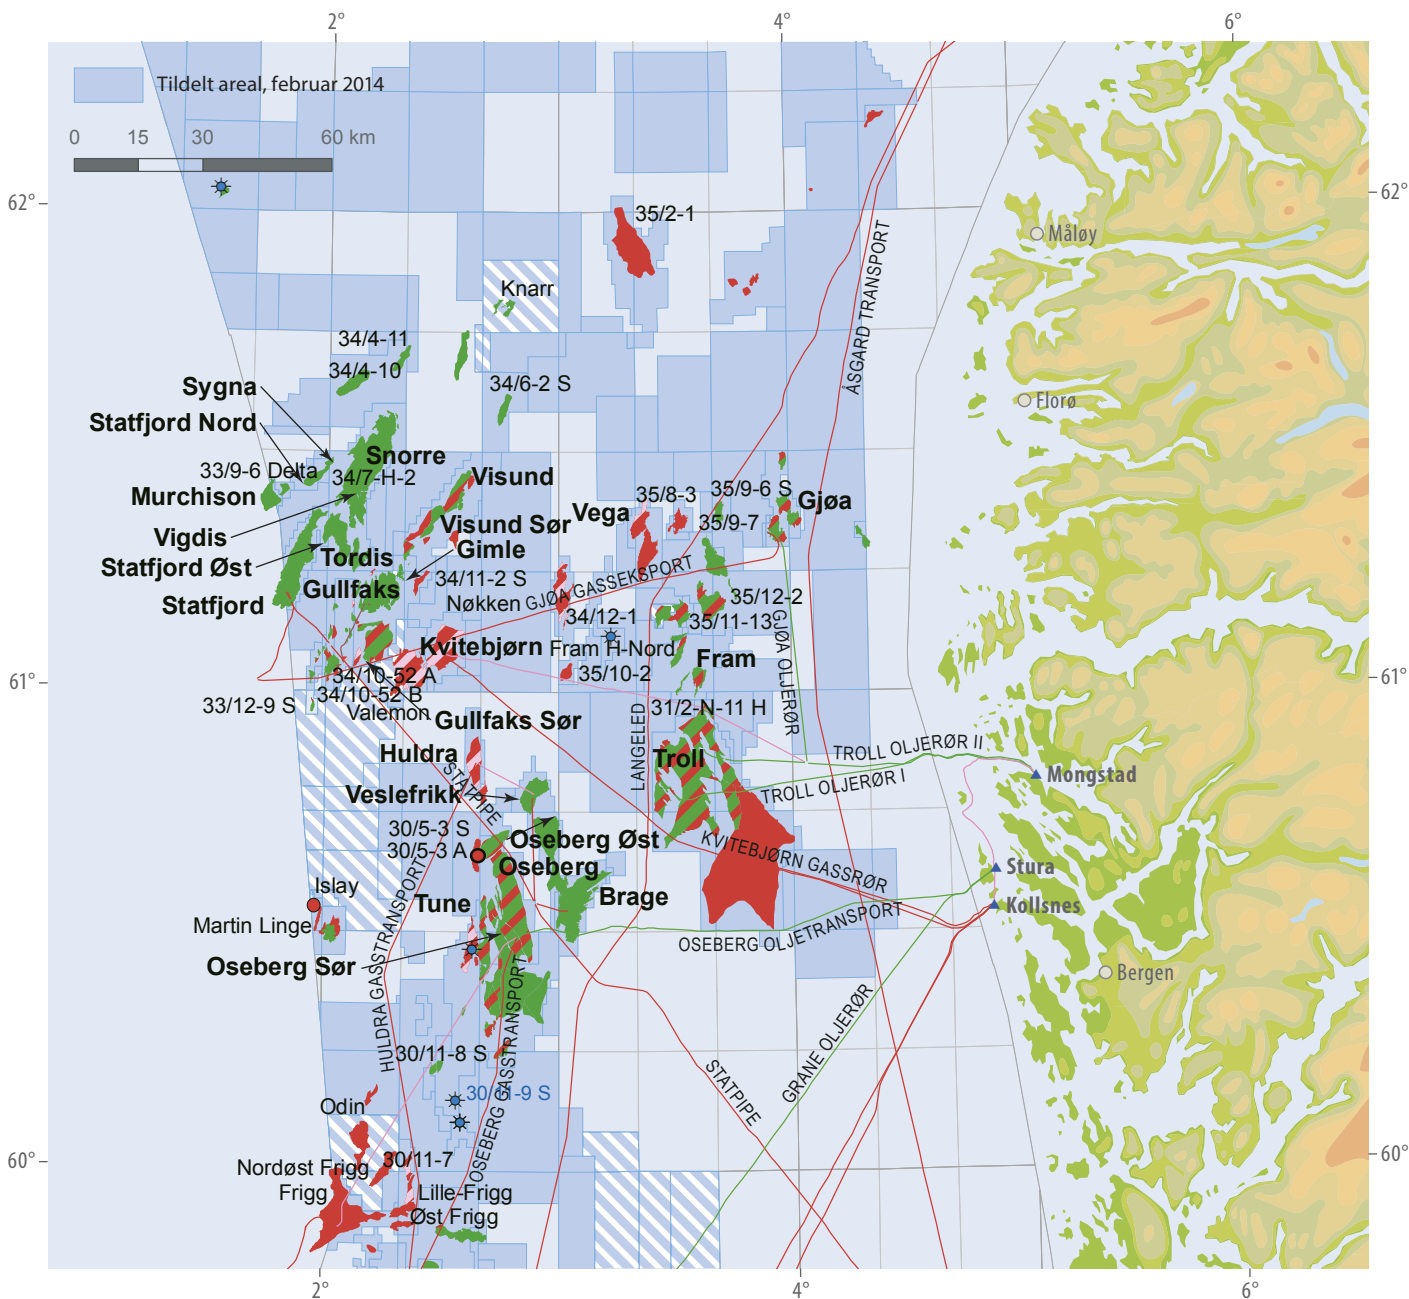 2°
4°
6°
Tildelt areal, februar 2014
0 15 30 60 km
62°
62°
35/2-1
Måløy
Knarr
ÅSGARD TRANSPORT
34/4-11
34/4-10
34/6-2 S
Sygna
Florø
Statfjord Nord
Snorre
33/9-6 Delta
34/7-H-2
Visund
Murchison
35/8-3
35/9-6 S
Gjøa
Vega
Visund Sør
35/9-7
Vigdis
Gimle
Tordis
Statfjord Øst
34/11-2 S
GJØA GASSEKSPORT
Gullfaks
Nøkken
35/12-2
Statfjord
34/12-1
35/11-13
GJØA OLJERØR
Kvitebjørn
Fram H-Nord
Fram
35/10-2
61°
61°
34/10-52 A
34/10-52 B
33/12-9 S
Valemon
31/2-N-11 H
Gullfaks Sør
LANGELED
Huldra
Troll
TROLL OLJERØR II
STATPIPE
Mongstad
TROLL OLJERØR I
Veslefrikk
30/5-3 S
Oseberg Øst
30/5-3 A
KVITEBJØRN GASSRØR
Oseberg
Stura
Islay
Tune
Brage
Kollsnes
Martin Linge
OSEBERG OLJETRANSPORT
Oseberg Sør
Bergen
HULDRA GASSTRANSPORT
OSEBERG GASSTRANSPORT
GRANE OLJERØR
30/11-8 S
STATPIPE
30/11-9 S
Odin
30/11-7
60°
60°
Nordøst Frigg
Frigg
Lille-Frigg
Øst Frigg
2°
4°
6°